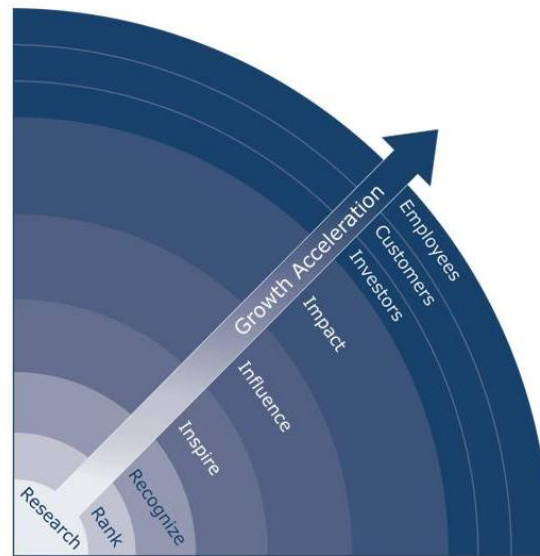 Research
Rank
Recognize
Inspire
Influence
Impact
Investors
Customers
Employees
Growth Acceleration